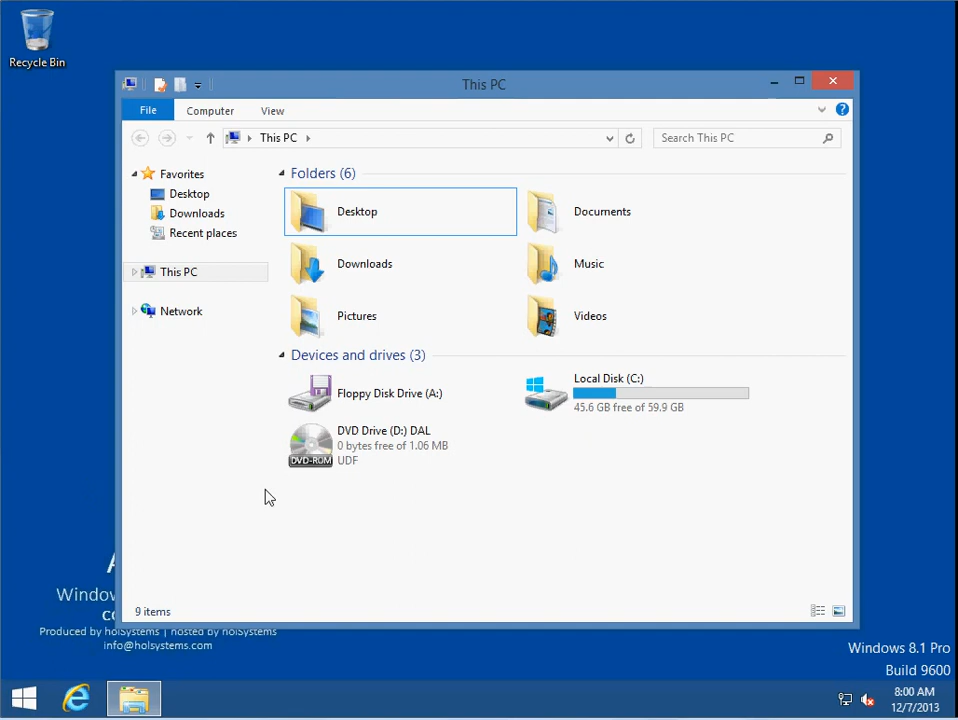 Recycle Bin
This PC
File Computer View
This PC
Search This PC
Favorites
Desktop
Downloads
Recent places
This PC
Network
Folders (6)
Desktop
Documents
Downloads
Music
Pictures
Videos
Devices and drives (3)
Floppy Disk Drive (A:)
Local Disk (C:)
45.6 GB free of 59.9 GB
DVD Drive (D:) DAL
0 bytes free of 1.06 MB
UDF
DVD-ROM
9 items
Produced by holSystems | hosted by holSystems
info@holsystems.com
Windows 8.1 Pro
Build 9600
8:00 AM
12/7/2013